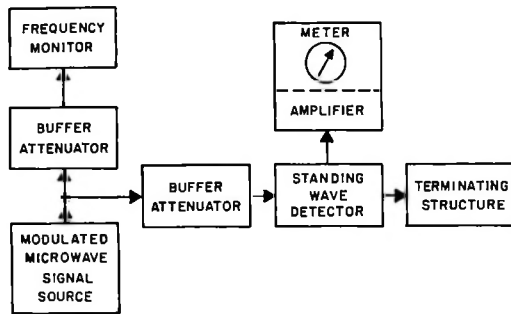 FREQUENCY
MONITOR
METER
AMPLIFIER
BUFFER
ATTENUATOR
BUFFER
ATTENUATOR
STANDING
WAVE
DETECTOR
TERMINATING
STRUCTURE
MODULATED
MICROWAVE
SIGNAL
SOURCE